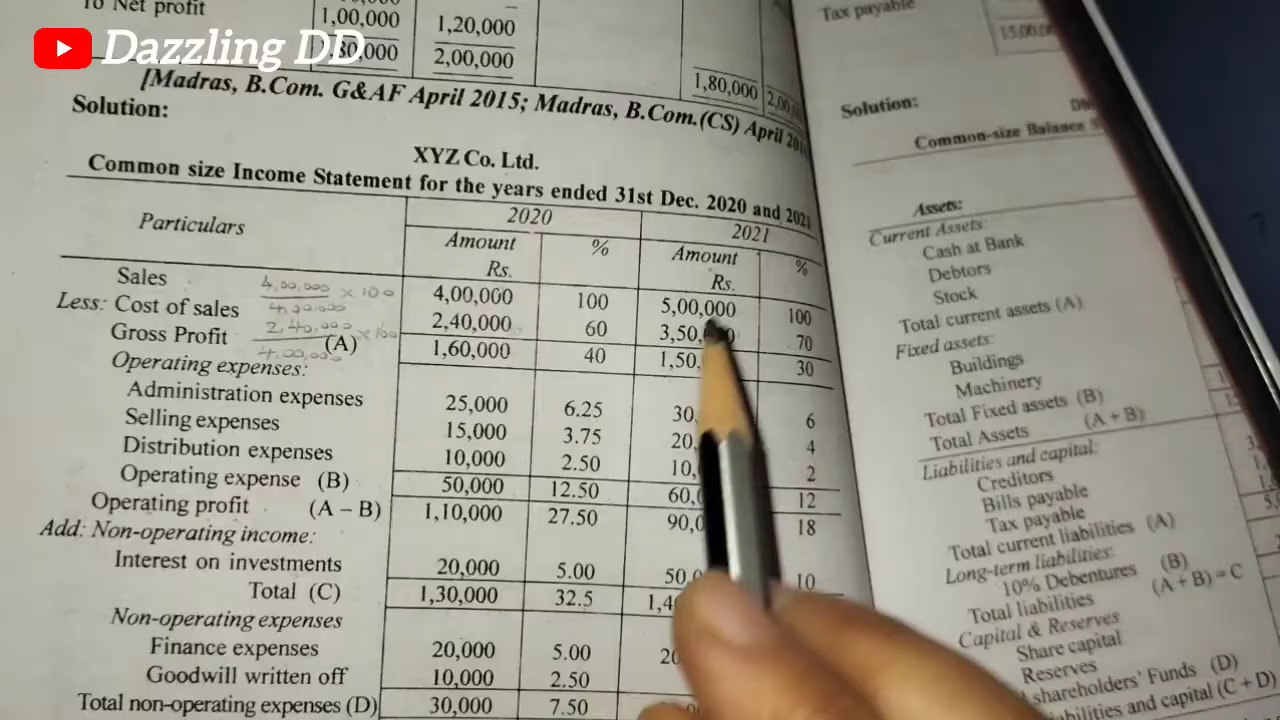 To Net profit 1,00,000 1,20,000
Dazzling DD
2,00,000 1,80,000
[Madras, B.Com. G&AF April 2015; Madras, B.Com.(CS) April
Solution:
XYZ Co. Ltd.
Common size Income Statement for the years ended 31st Dec. 2020 and 2021
Particulars 2020 2021
Amount Rs. % Amount Rs. %
Sales 4,00,000 × 100 4,00,000 100 5,00,000 100
Less: Cost of sales 2,40,000 60 70
Gross Profit (A) 2,40,000 × 100 4,00,000 1,60,000 40 30
Operating expenses:
Administration expenses 25,000 6.25 6
Selling expenses 15,000 3.75 4
Distribution expenses 10,000 2.50 2
Operating expense (B) 50,000 12.50 12
Operating profit (A – B) 1,10,000 27.50 18
Add: Non-operating income:
Interest on investments 20,000 5.00 10
Total (C) 1,30,000 32.5
Non-operating expenses
Finance expenses 20,000 5.00
Goodwill written off 10,000 2.50
Total non-operating expenses (D) 30,000 7.50
Tax payable
Solution:
Common-size Balance
Assets:
Current Assets:
Cash at Bank
Debtors
Stock
Total current assets (A)
Fixed assets:
Buildings
Machinery
Total Fixed assets (B)
Total Assets (A + B)
Liabilities and capital:
Creditors
Bills payable
Tax payable
Total current liabilities (A)
Long-term liabilities:
10% Debentures (B)
Total liabilities (A + B) = C
Capital & Reserves
Share capital
Reserves
shareholders' Funds (D)
and capital (C + D)